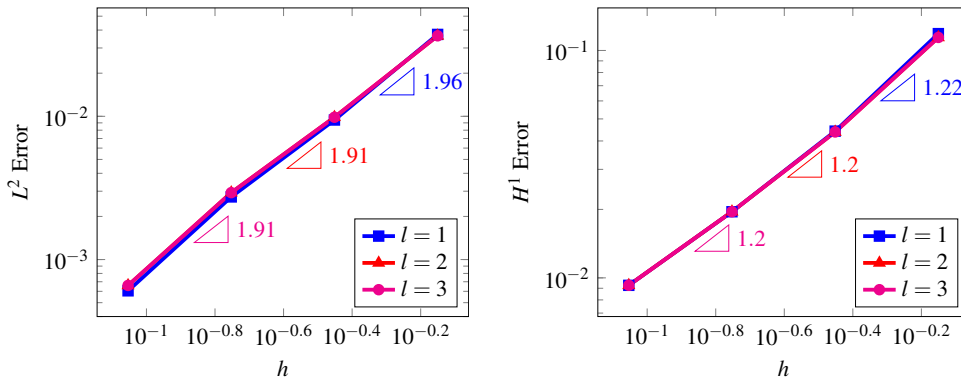 10^{-2}
10^{-3}
L^2 Error
1.96
1.91
1.91
l = 1
l = 2
l = 3
10^{-1}
10^{-0.8}
10^{-0.6}
10^{-0.4}
10^{-0.2}
h
10^{-1}
10^{-2}
H^1 Error
1.22
1.2
1.2
l = 1
l = 2
l = 3
10^{-1}
10^{-0.8}
10^{-0.6}
10^{-0.4}
10^{-0.2}
h